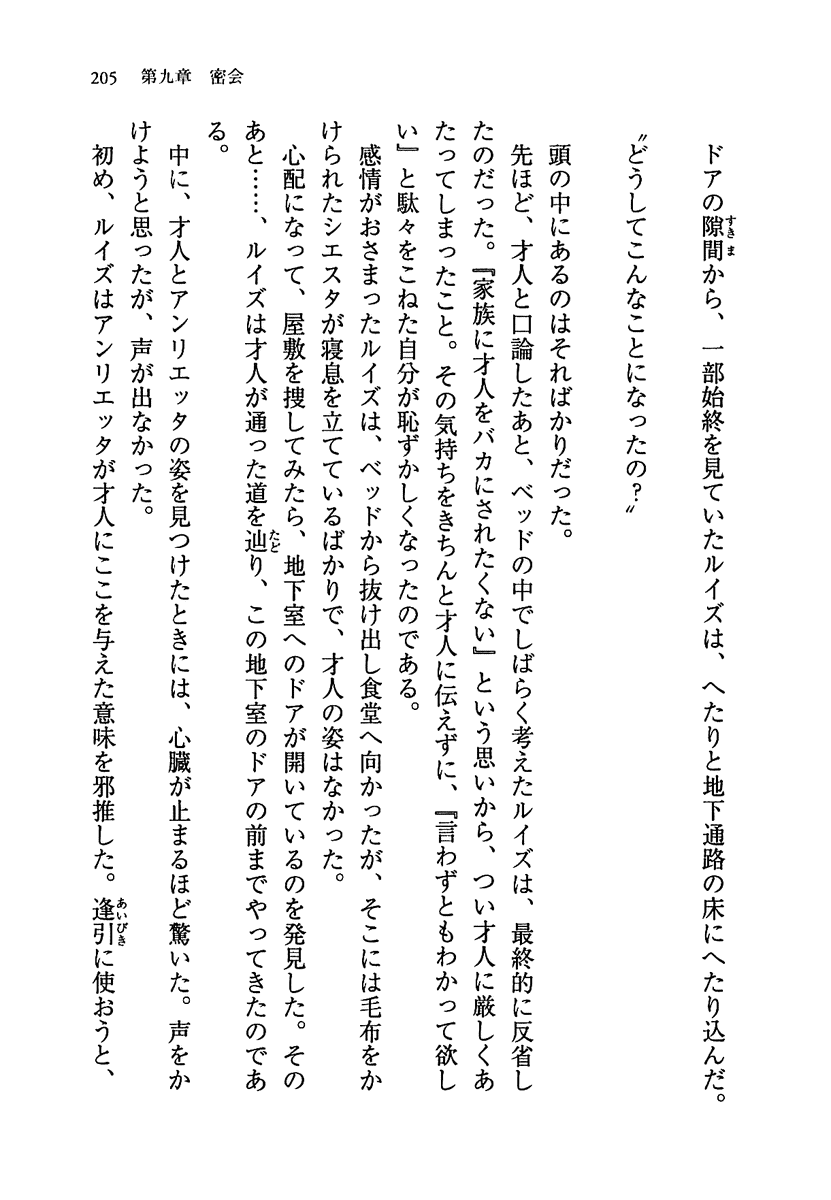 205　第九章　密会
ドアの隙間から、一部始終を見ていたルイズは、へたりと地下通路の床にへたり込んだ。
〝どうしてこんなことになったの？〟
頭の中にあるのはそればかりだった。
先ほど、才人と口論したあと、ベッドの中でしばらく考えたルイズは、最終的に反省し
たのだった。『家族に才人をバカにされたくない』という思いから、つい才人に厳しくあ
たってしまったこと。その気持ちをきちんと才人に伝えずに、『言わずともわかって欲し
い』と駄々をこねた自分が恥ずかしくなったのである。
感情がおさまったルイズは、ベッドから抜け出し食堂へ向かったが、そこには毛布をか
けられたシエスタが寝息を立てているばかりで、才人の姿はなかった。
心配になって、屋敷を捜してみたら、地下室へのドアが開いているのを発見した。その
あと……、ルイズは才人が通った道を辿り、この地下室のドアの前までやってきたのであ
る。
中に、才人とアンリエッタの姿を見つけたときには、心臓が止まるほど驚いた。声をか
けようと思ったが、声が出なかった。
初め、ルイズはアンリエッタが才人にここを与えた意味を邪推した。逢引に使おうと、